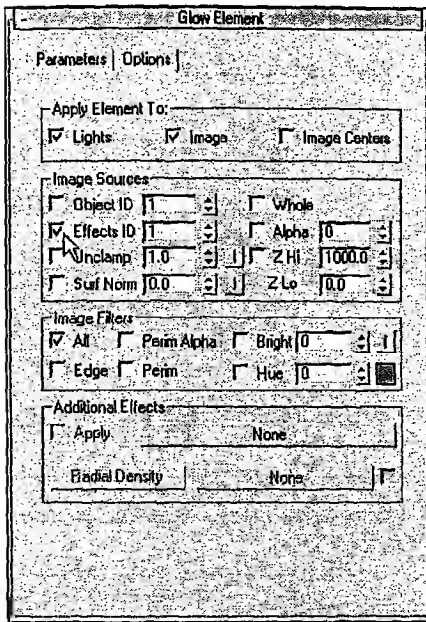 Glow Element
Parameters Options
Apply Element To:
Lights Image Image Centers
Image Sources
Object ID 1 Whole
Effects ID 1 Alpha 0
Unclamp 1.0 Z Hi 1000.0
Surf Norm 0.0 Z Lo 0.0
Image Filters
All Perim Alpha Bright 0
Edge Perim Hue 0
Additional Effects
Apply None
Radial Density None